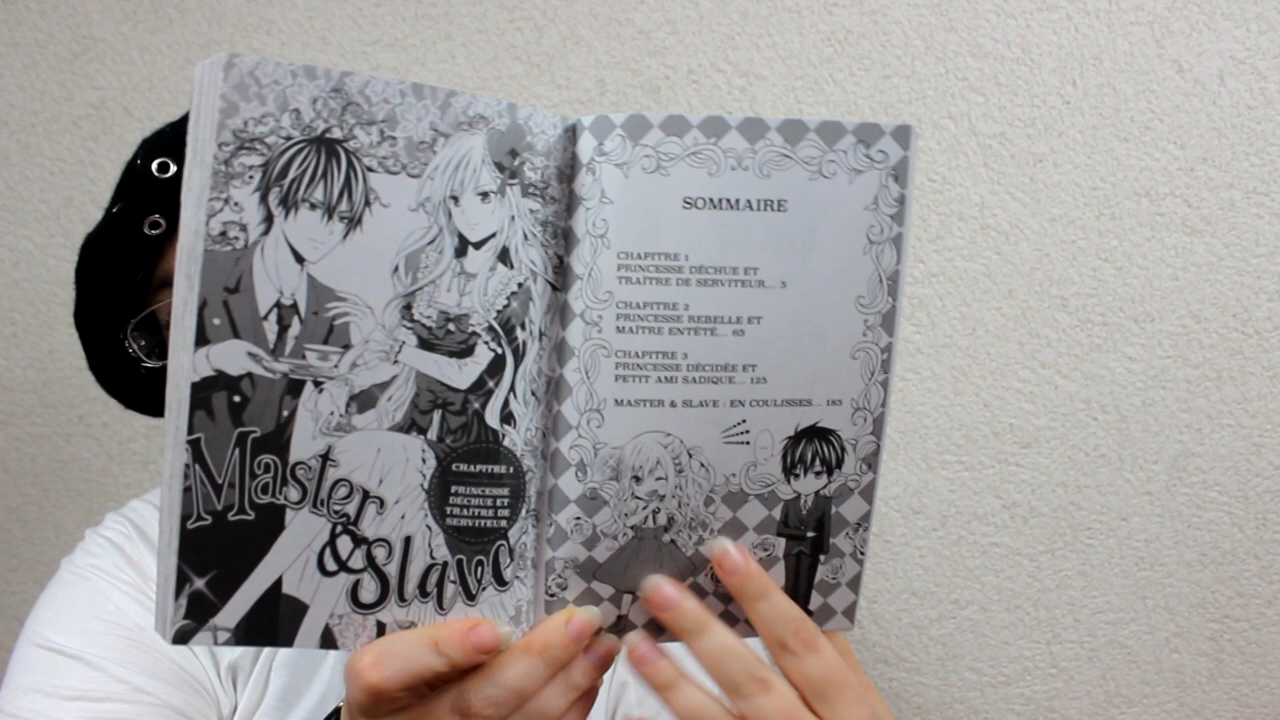 Master
& Slave
CHAPITRE 1
PRINCESSE
DÉCHUE ET
TRAÎTRE DE
SERVITEUR
SOMMAIRE
CHAPITRE 1
PRINCESSE DÉCHUE ET
TRAÎTRE DE SERVITEUR... 5
CHAPITRE 2
PRINCESSE REBELLE ET
MAÎTRE ENTÊTÉ... 65
CHAPITRE 3
PRINCESSE DÉCIDÉE ET
PETIT AMI SADIQUE... 125
MASTER & SLAVE : EN COULISSES... 185